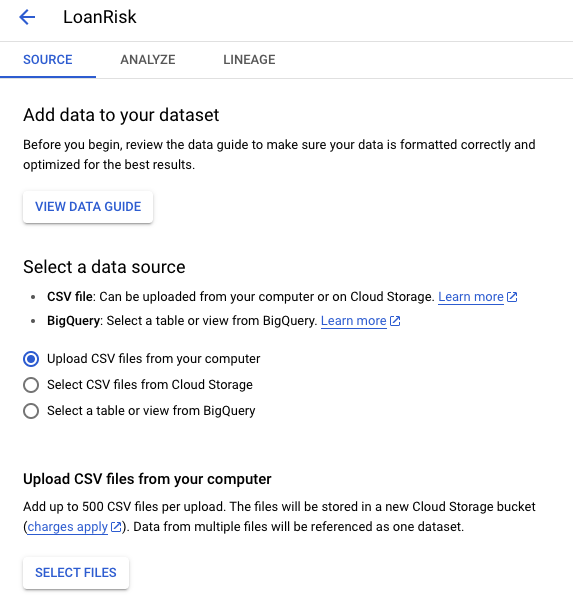 LoanRisk
SOURCE ANALYZE LINEAGE
Add data to your dataset
Before you begin, review the data guide to make sure your data is formatted correctly and
optimized for the best results.
VIEW DATA GUIDE
Select a data source
• CSV file: Can be uploaded from your computer or on Cloud Storage. Learn more
• BigQuery: Select a table or view from BigQuery. Learn more
Upload CSV files from your computer
Select CSV files from Cloud Storage
Select a table or view from BigQuery
Upload CSV files from your computer
Add up to 500 CSV files per upload. The files will be stored in a new Cloud Storage bucket
(charges apply). Data from multiple files will be referenced as one dataset.
SELECT FILES